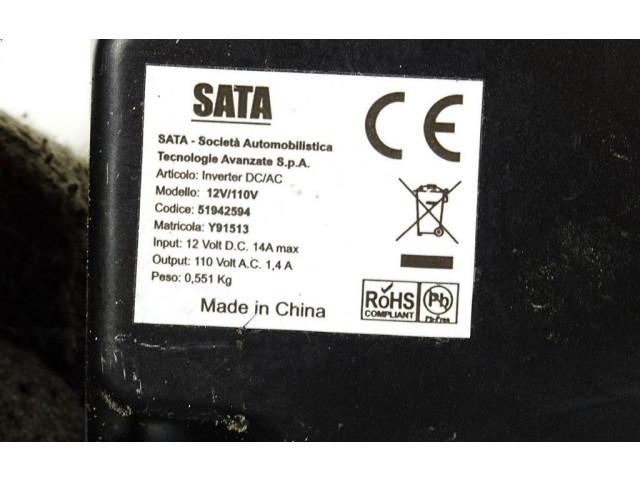 SATA
CE
SATA - Società Automobilistica
Tecnologie Avanzate S.p.A.
Articolo: Inverter DC/AC
Modello: 12V/110V
Codice: 51942594
Matricola: Y91513
Input: 12 Volt D.C. 14A max
Output: 110 Volt A.C. 1,4 A
Peso: 0,551 Kg
Made in China
RoHS
COMPLIANT
Pb
Pb-Free